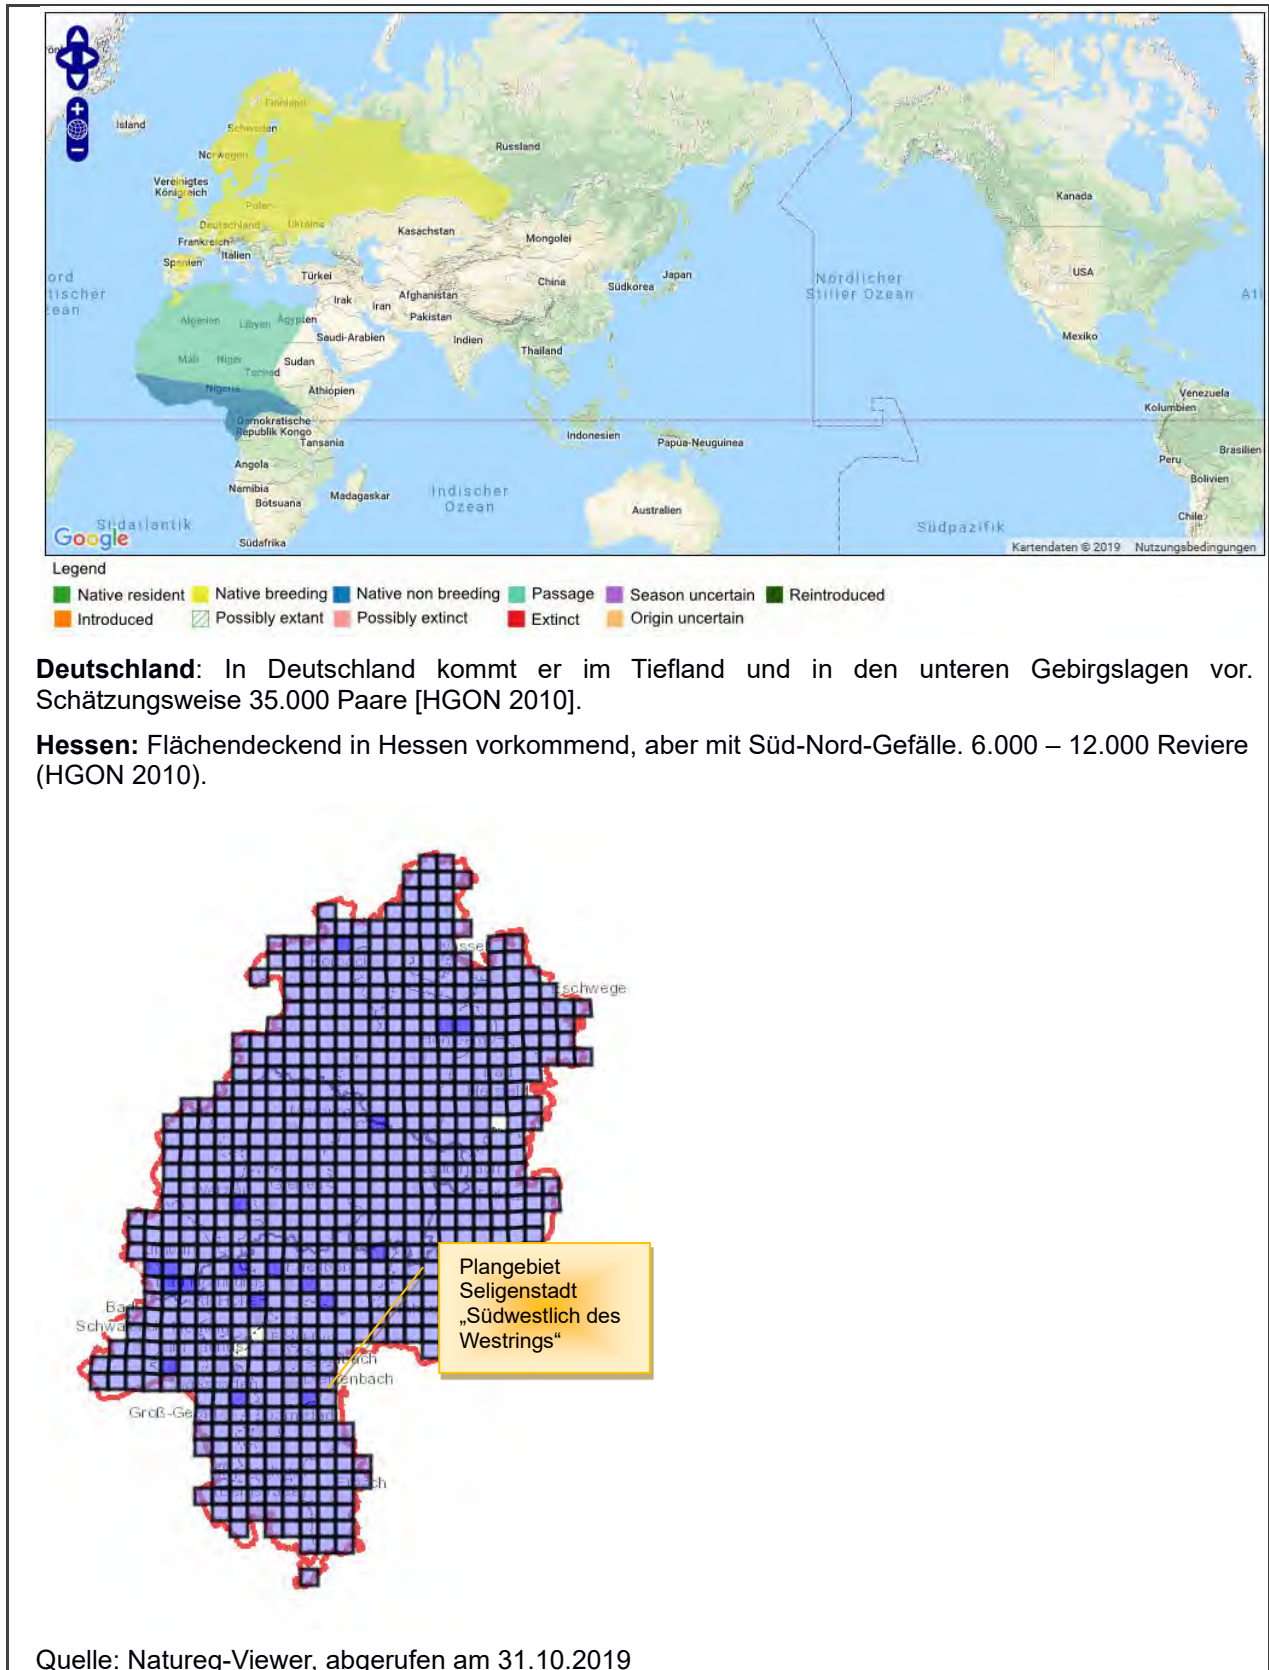 Island
Finnland
Schweden
Norwegen
Russland
Vereinigtes
Königreich
Kanada
Polen
Deutschland
Ukraine
Kasachstan
Mongolei
Frankreich
Italien
Spanien
Türkei
China
Japan
Südkorea
USA
Nördlicher
Stiller Ozean
Irak
Iran
Afghanistan
Pakistan
Algerien
Libyen
Ägypten
Saudi-Arabien
Indien
Thailand
Mexiko
Mali
Niger
Tschad
Sudan
Nigeria
Äthiopien
Venezuela
Kolumbien
Demokratische
Republik Kongo
Tansania
Indonesien
Papua-Neuguinea
Brasilien
Peru
Angola
Bolivien
Namibia
Botsuana
Madagaskar
Indischer
Ozean
Australien
Chile
Südatlantik
Südpazifik
Südafrika
Google
Kartendaten © 2019 Nutzungsbedingungen
Legend
Native resident Native breeding Native non breeding Passage Season uncertain Reintroduced
Introduced Possibly extant Possibly extinct Extinct Origin uncertain
Deutschland: In Deutschland kommt er im Tiefland und in den unteren Gebirgslagen vor.
Schätzungsweise 35.000 Paare [HGON 2010].
Hessen: Flächendeckend in Hessen vorkommend, aber mit Süd-Nord-Gefälle. 6.000 – 12.000 Reviere
(HGON 2010).
Eschwege
Plangebiet
Seligenstadt
„Südwestlich des
Westrings“
Quelle: Natureg-Viewer, abgerufen am 31.10.2019